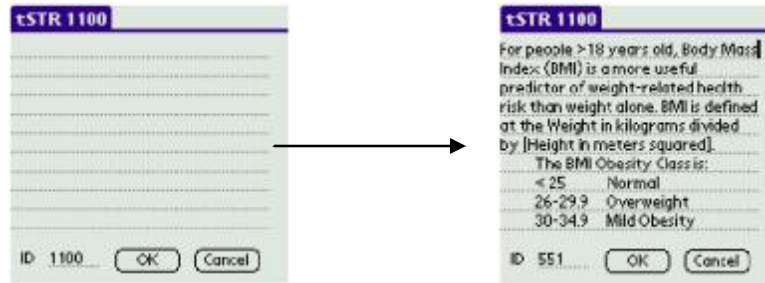 tSTR 1100
ID 1100 OK Cancel
tSTR 1100
For people >18 years old, Body Mass
Index (BMI) is a more useful
predictor of weight-related health
risk than weight alone. BMI is defined
at the Weight in kilograms divided
by [Height in meters squared].
The BMI Obesity Class is:
< 25 Normal
26-29.9 Overweight
30-34.9 Mild Obesity
ID 551 OK Cancel